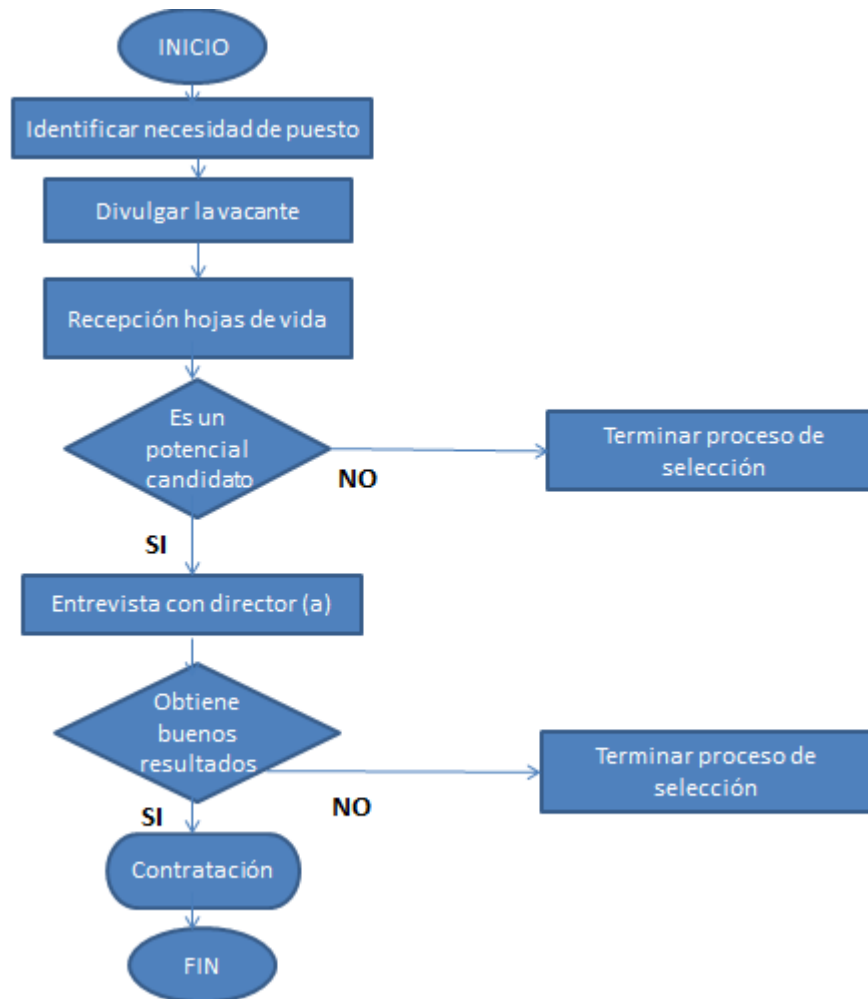 INICIO
Identificar necesidad de puesto
Divulgar la vacante
Recepción hojas de vida
Es un
potencial
candidato
NO
Terminar proceso de
selección
SI
Entrevista con director (a)
Obtiene
buenos
resultados
NO
Terminar proceso de
selección
SI
Contratación
FIN